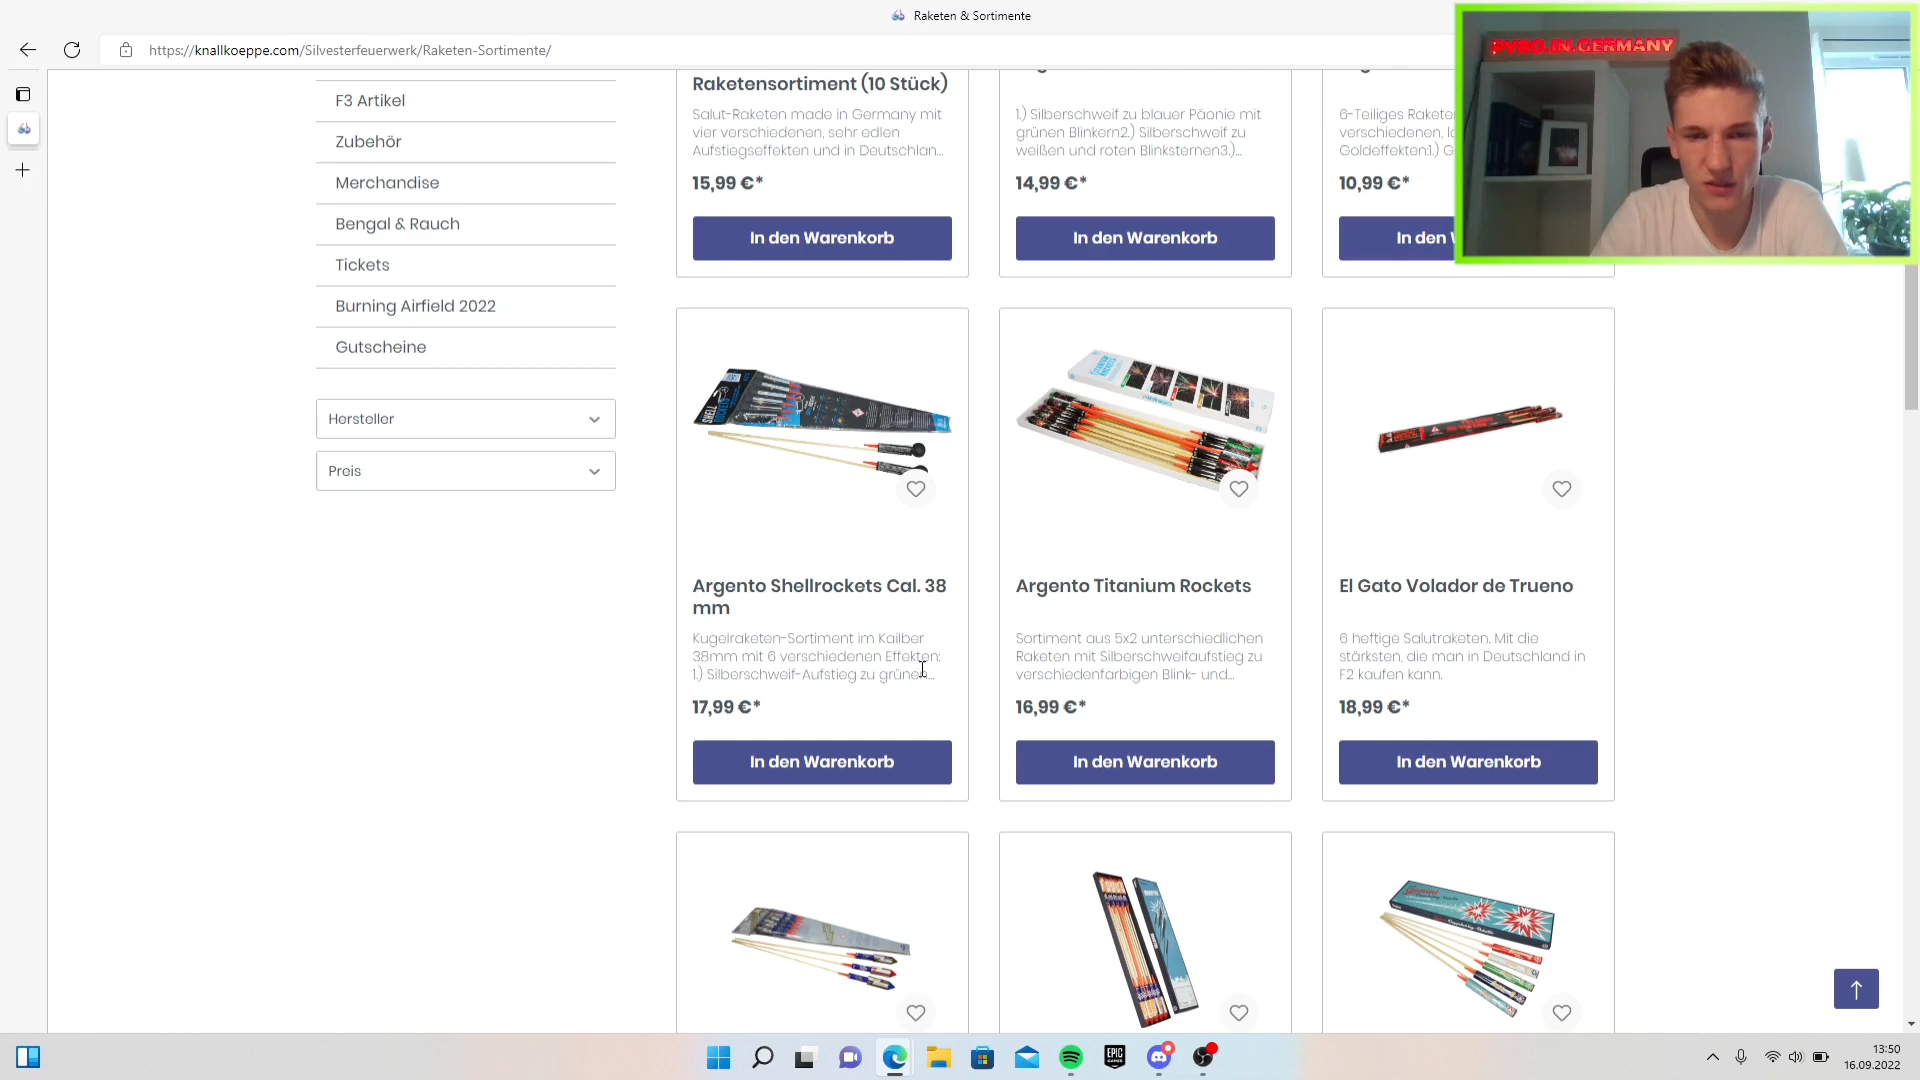 Raketen & Sortimente
https://knallkoeppe.com/Silvesterfeuerwerk/Raketen-Sortimente/
PYRO.IN.GERMANY
F3 Artikel
Zubehör
Merchandise
Bengal & Rauch
Tickets
Burning Airfield 2022
Gutscheine
Hersteller
Preis
Raketensortiment (10 Stück)
Salut-Raketen made in Germany mit
vier verschiedenen, sehr edlen
Aufstiegseffekten und in Deutschlan...
15,99 €*
In den Warenkorb
1.) Silberschweif zu blauer Päonie mit
grünen Blinkern2.) Silberschweif zu
weißen und roten Blinksternen3.)...
14,99 €*
In den Warenkorb
6-Teiliges Rakete
verschiedenen, l
Goldeffekten:1.) G
10,99 €*
In den
Argento Shellrockets Cal. 38
mm
Kugelraketen-Sortiment im Kailber
38mm mit 6 verschiedenen Effekten:
1.) Silberschweif-Aufstieg zu grünen...
17,99 €*
In den Warenkorb
Argento Titanium Rockets
Sortiment aus 5x2 unterschiedlichen
Raketen mit Silberschweifaufstieg zu
verschiedenfarbigen Blink- und...
16,99 €*
In den Warenkorb
El Gato Volador de Trueno
6 heftige Salutraketen. Mit die
stärksten, die man in Deutschland in
F2 kaufen kann.
18,99 €*
In den Warenkorb
EPIC
GAMES
13:50
16.09.2022